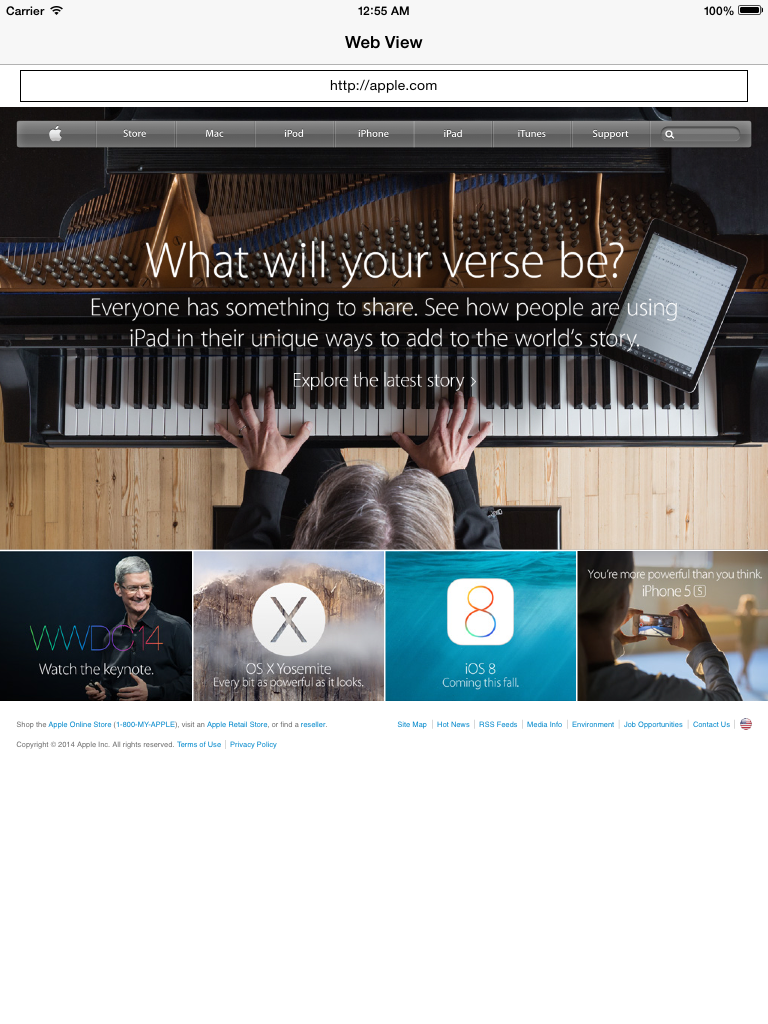 Carrier 12:55 AM 100%
Web View
http://apple.com
Store Mac iPod iPhone iPad iTunes Support
What will your verse be?
Everyone has something to share. See how people are using
iPad in their unique ways to add to the world's story.
Explore the latest story ›
WWDC14
Watch the keynote.
X
OS X Yosemite
Every bit as powerful as it looks.
8
iOS 8
Coming this fall.
You're more powerful than you think.
iPhone 5s
Shop the Apple Online Store (1-800-MY-APPLE), visit an Apple Retail Store, or find a reseller.
Site Map | Hot News | RSS Feeds | Media Info | Environment | Job Opportunities | Contact Us |
Copyright © 2014 Apple Inc. All rights reserved. Terms of Use | Privacy Policy